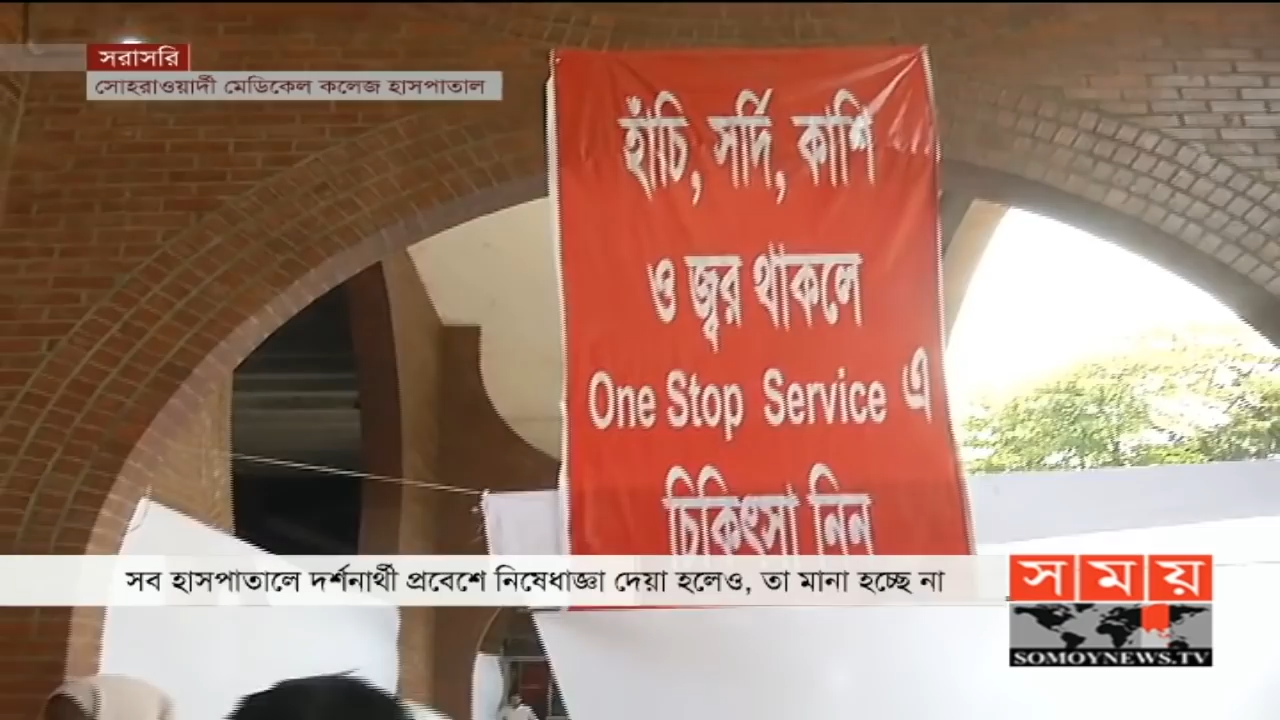 সরাসরি
সোহরাওয়ার্দী মেডিকেল কলেজ হাসপাতাল
হাঁচি, সর্দি, কাশি
ও জ্বর থাকলে
One Stop Service এ
চিকিৎসা নিন
সব হাসপাতালে দর্শনার্থী প্রবেশে নিষেধাজ্ঞা দেয়া হলেও, তা মানা হচ্ছে না
সময়
SOMOYNEWS.TV